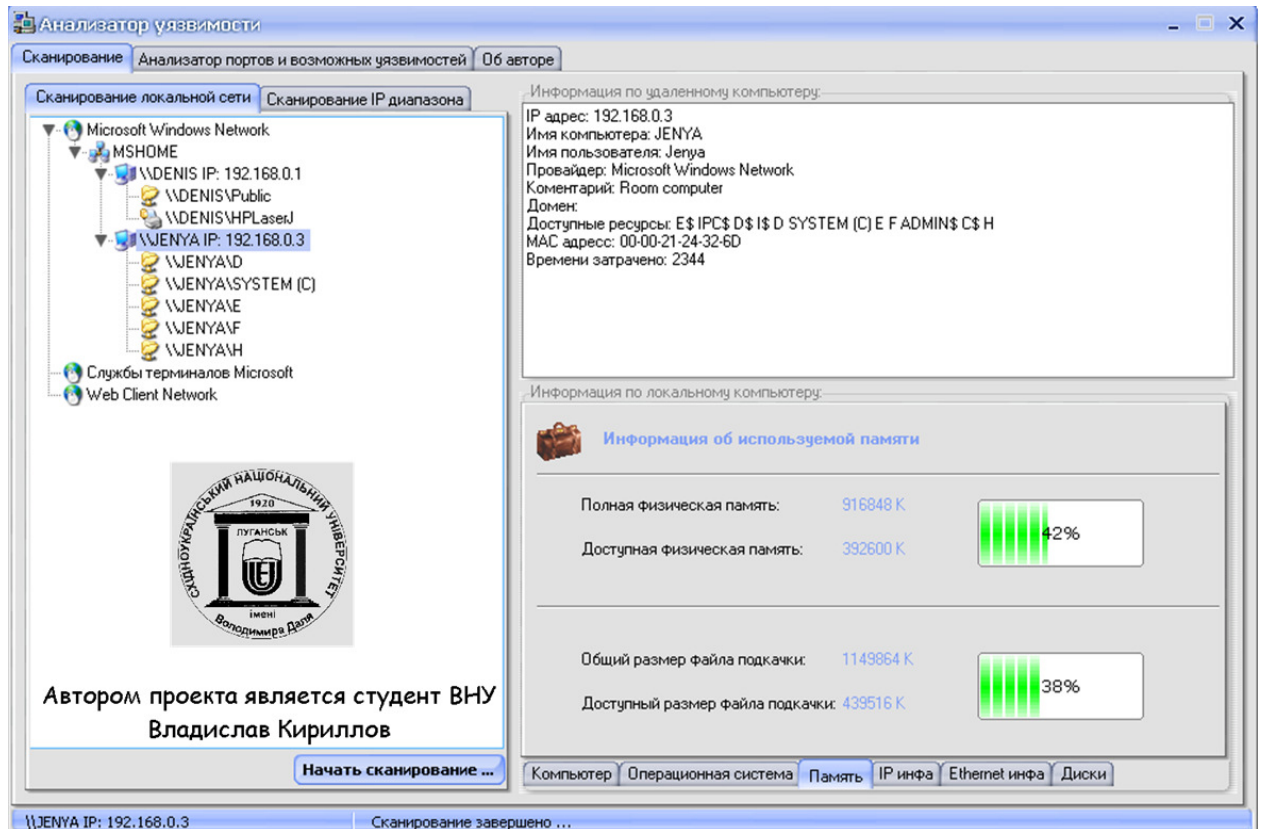 Анализатор уязвимости
Сканирование Анализатор портов и возможных уязвимостей Об авторе
Сканирование локальной сети Сканирование IP диапазона
Microsoft Windows Network
MSHOME
\\DENIS IP: 192.168.0.1
\\DENIS\Public
\\DENIS\HPLaserJ
\\JENYA IP: 192.168.0.3
\\JENYA\D
\\JENYA\SYSTEM (C)
\\JENYA\E
\\JENYA\F
\\JENYA\H
Службы терминалов Microsoft
Web Client Network
СХІДНОУКРАЇНСЬКИЙ НАЦІОНАЛЬНИЙ УНІВЕРСИТЕТ
1920
ЛУГАНСЬК
імені
Володимира Даля
Автором проекта является студент ВНУ
Владислав Кириллов
Начать сканирование ...
Информация по удаленному компьютеру:
IP адрес: 192.168.0.3
Имя компьютера: JENYA
Имя пользователя: Jenya
Провайдер: Microsoft Windows Network
Коментарий: Room computer
Домен:
Доступные ресурсы: E$ IPC$ D$ I$ D SYSTEM (C) E F ADMIN$ C$ H
MAC адресс: 00-00-21-24-32-6D
Времени затрачено: 2344
Информация по локальному компьютеру:
Информация об используемой памяти
Полная физическая память: 916848 K
Доступная физическая память: 392600 K
42%
Общий размер файла подкачки: 1149864 K
Доступный размер файла подкачки: 439516 K
38%
Компьютер Операционная система Память IP инфа Ethernet инфа Диски
\\JENYA IP: 192.168.0.3 Сканирование завершено ...